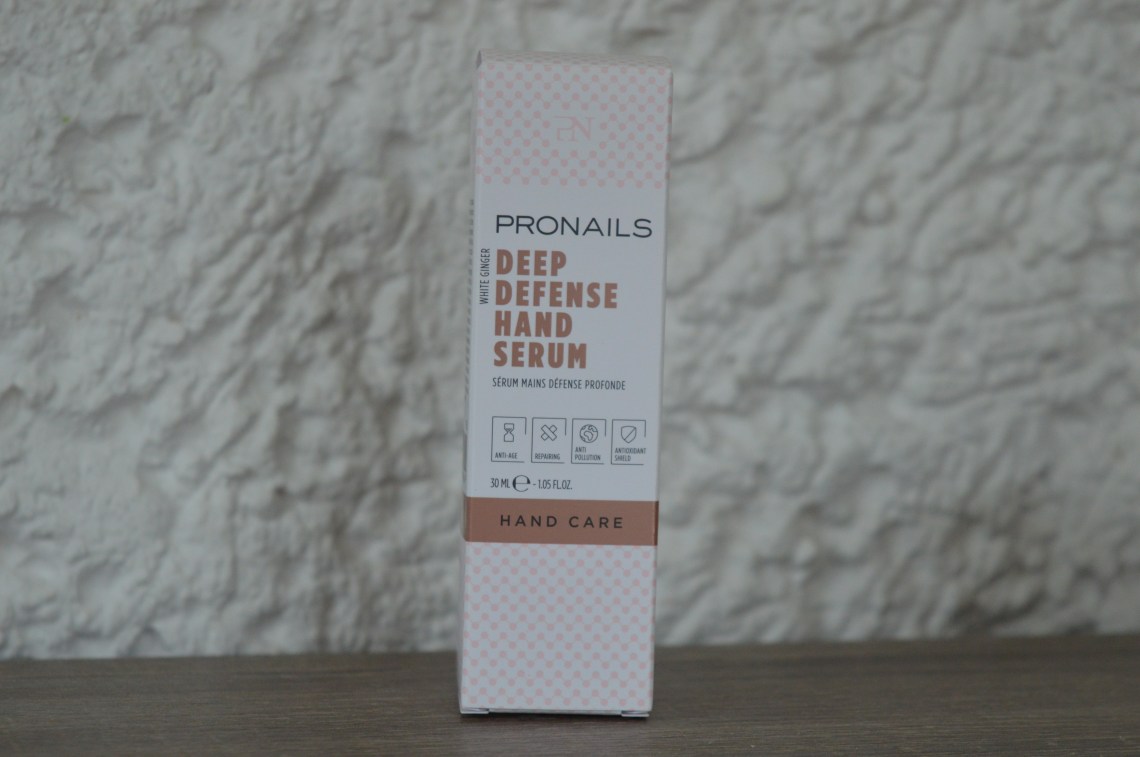 PN
PRONAILS
WHITE GINGER
DEEP
DEFENSE
HAND
SERUM
SÉRUM MAINS DÉFENSE PROFONDE
ANTI-AGE
REPAIRING
ANTI
POLLUTION
ANTIOXIDANT
SHIELD
30 ML ℮ - 1.05 FL.OZ.
HAND CARE